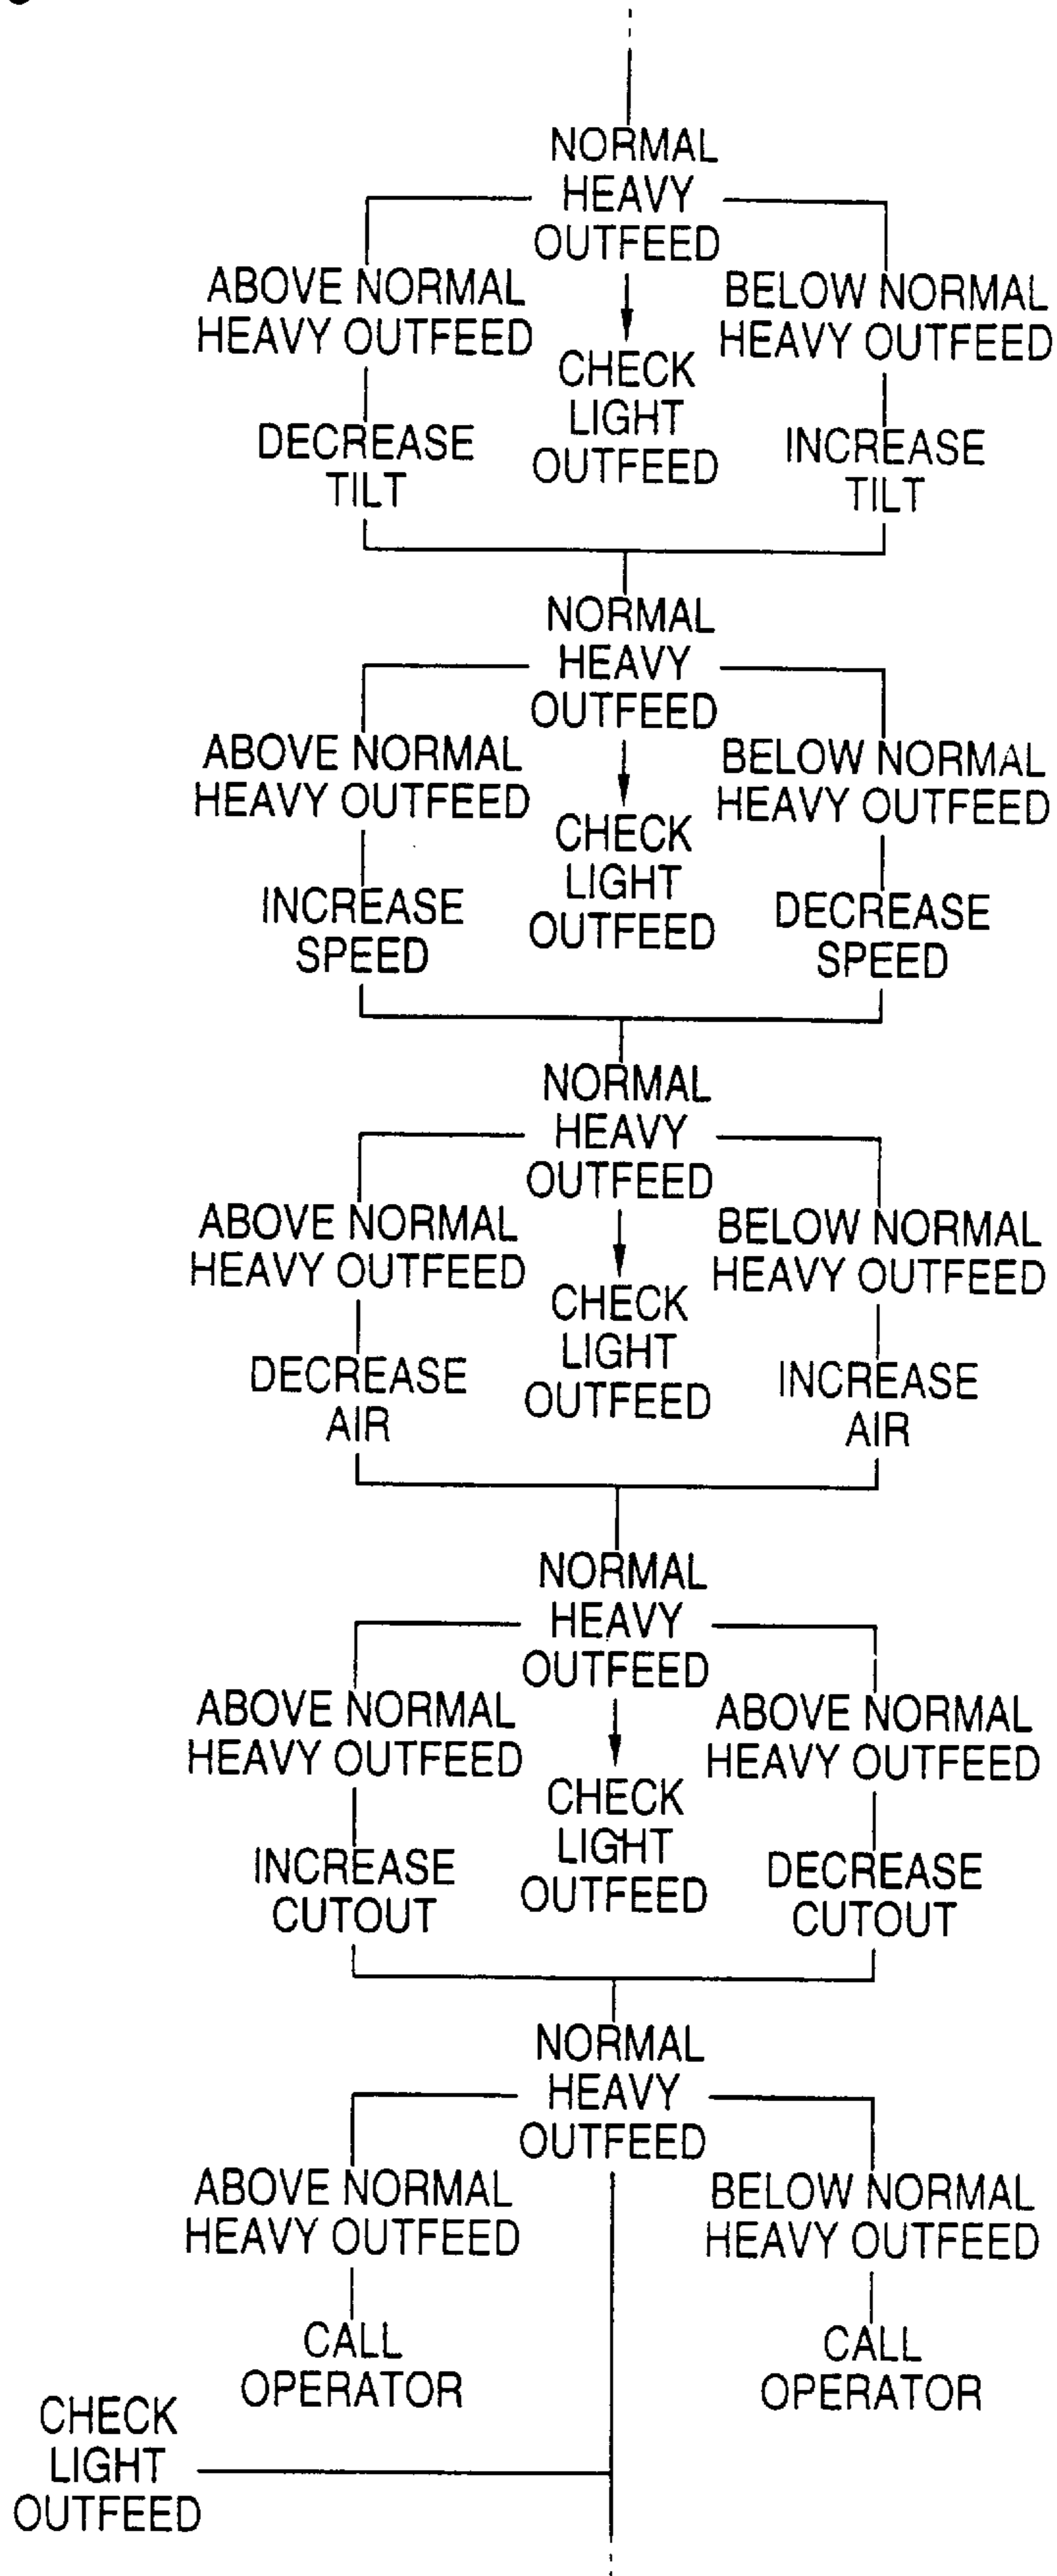 NORMAL
HEAVY
OUTFEED
ABOVE NORMAL
HEAVY OUTFEED
CHECK
LIGHT
OUTFEED
BELOW NORMAL
HEAVY OUTFEED
DECREASE
TILT
INCREASE
TILT
NORMAL
HEAVY
OUTFEED
ABOVE NORMAL
HEAVY OUTFEED
CHECK
LIGHT
OUTFEED
BELOW NORMAL
HEAVY OUTFEED
INCREASE
SPEED
DECREASE
SPEED
NORMAL
HEAVY
OUTFEED
ABOVE NORMAL
HEAVY OUTFEED
CHECK
LIGHT
OUTFEED
BELOW NORMAL
HEAVY OUTFEED
DECREASE
AIR
INCREASE
AIR
NORMAL
HEAVY
OUTFEED
ABOVE NORMAL
HEAVY OUTFEED
CHECK
LIGHT
OUTFEED
ABOVE NORMAL
HEAVY OUTFEED
INCREASE
CUTOUT
DECREASE
CUTOUT
NORMAL
HEAVY
OUTFEED
ABOVE NORMAL
HEAVY OUTFEED
BELOW NORMAL
HEAVY OUTFEED
CALL
OPERATOR
CALL
OPERATOR
CHECK
LIGHT
OUTFEED